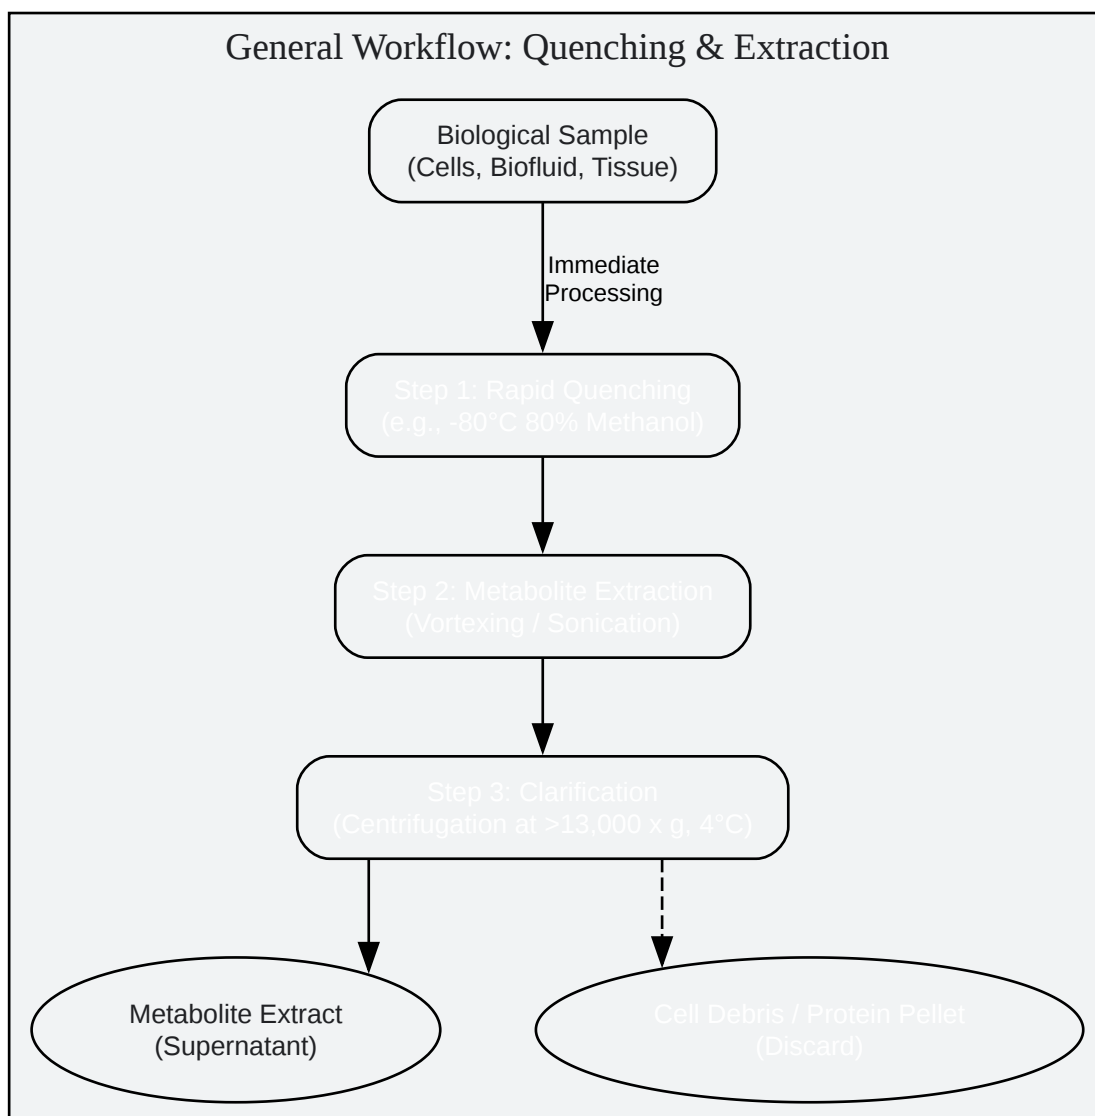 General Workflow: Quenching & Extraction
Biological Sample
(Cells, Biofluid, Tissue)
Immediate
Processing
Step 1: Rapid Quenching
(e.g., -80°C 80% Methanol)
Step 2: Metabolite Extraction
(Vortexing / Sonication)
Step 3: Clarification
(Centrifugation at >13,000 x g, 4°C)
Metabolite Extract
(Supernatant)
Cell Debris / Protein Pellet
(Discard)